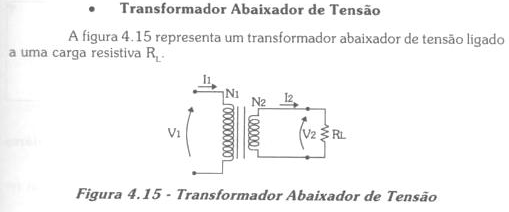 • Transformador Abaixador de Tensão
A figura 4.15 representa um transformador abaixador de tensão ligado
a uma carga resistiva RL.
I1
N1
N2
I2
V1
V2
RL
Figura 4.15 - Transformador Abaixador de Tensão